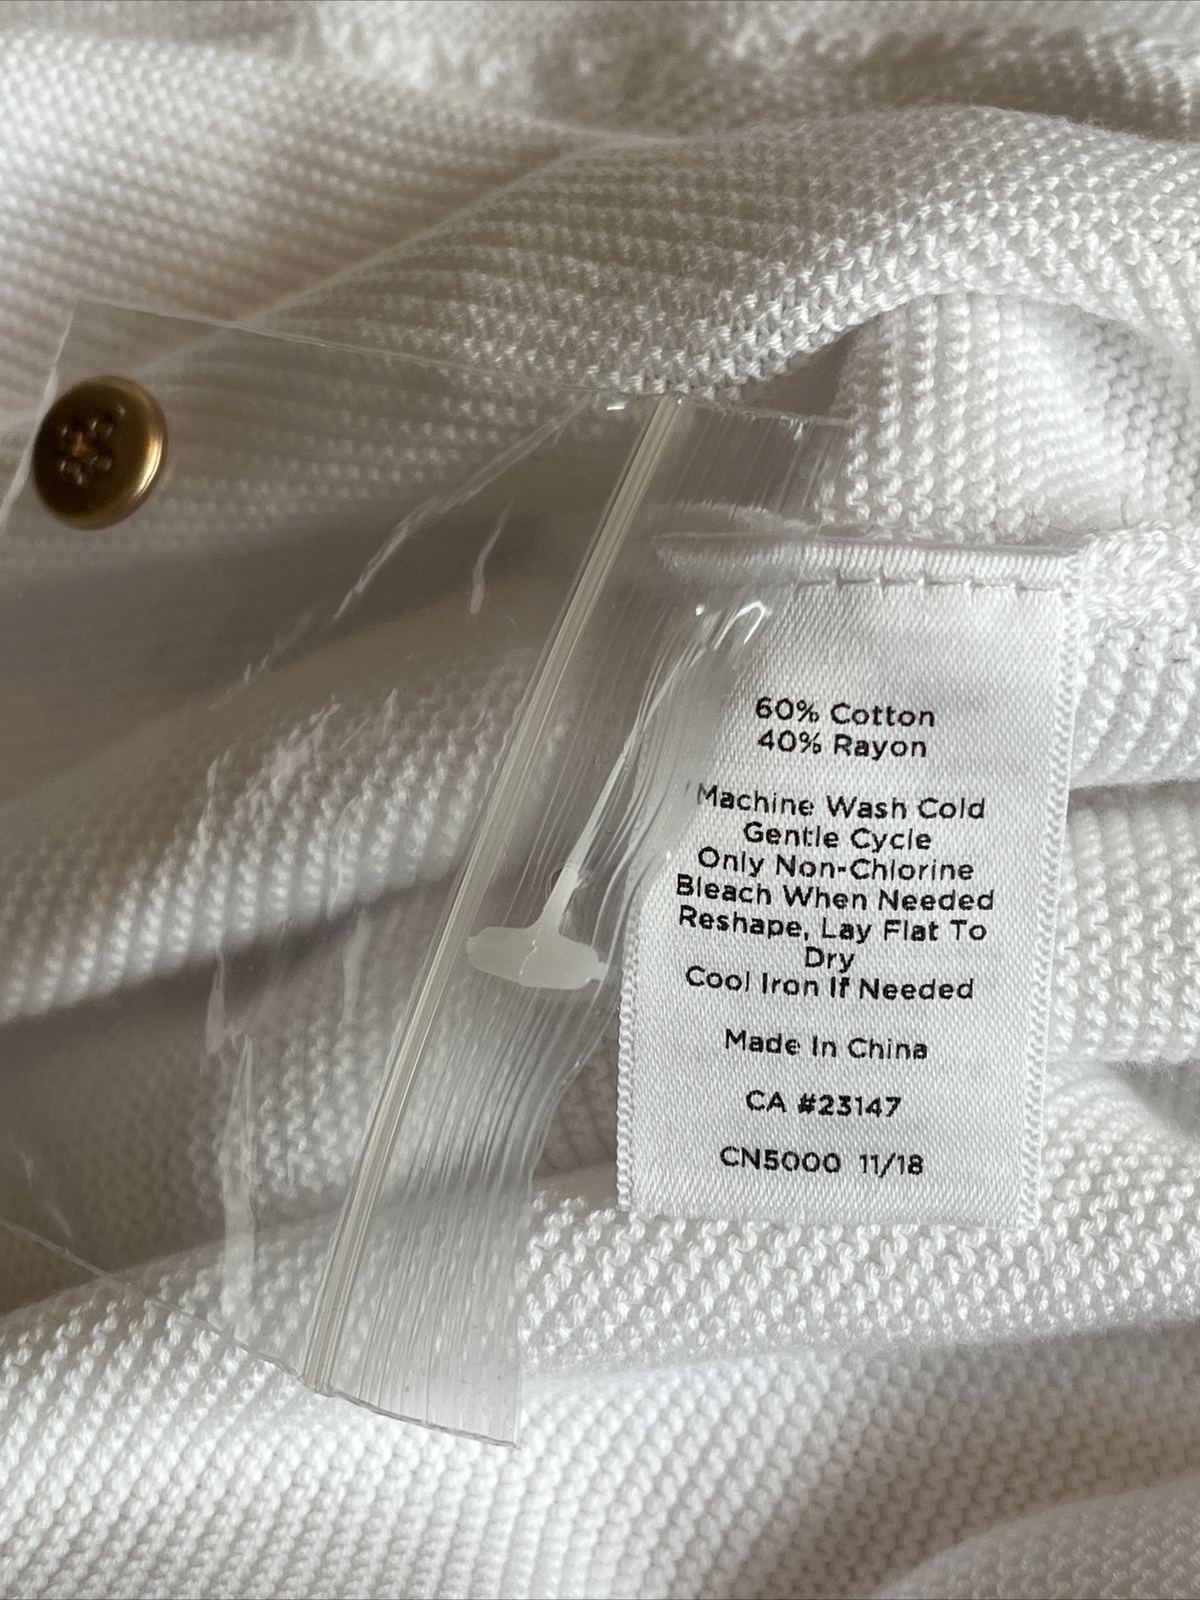 60% Cotton
40% Rayon
Machine Wash Cold
Gentle Cycle
Only Non-Chlorine
Bleach When Needed
Reshape, Lay Flat To
Dry
Cool Iron If Needed
Made In China
CA #23147
CN5000 11/18